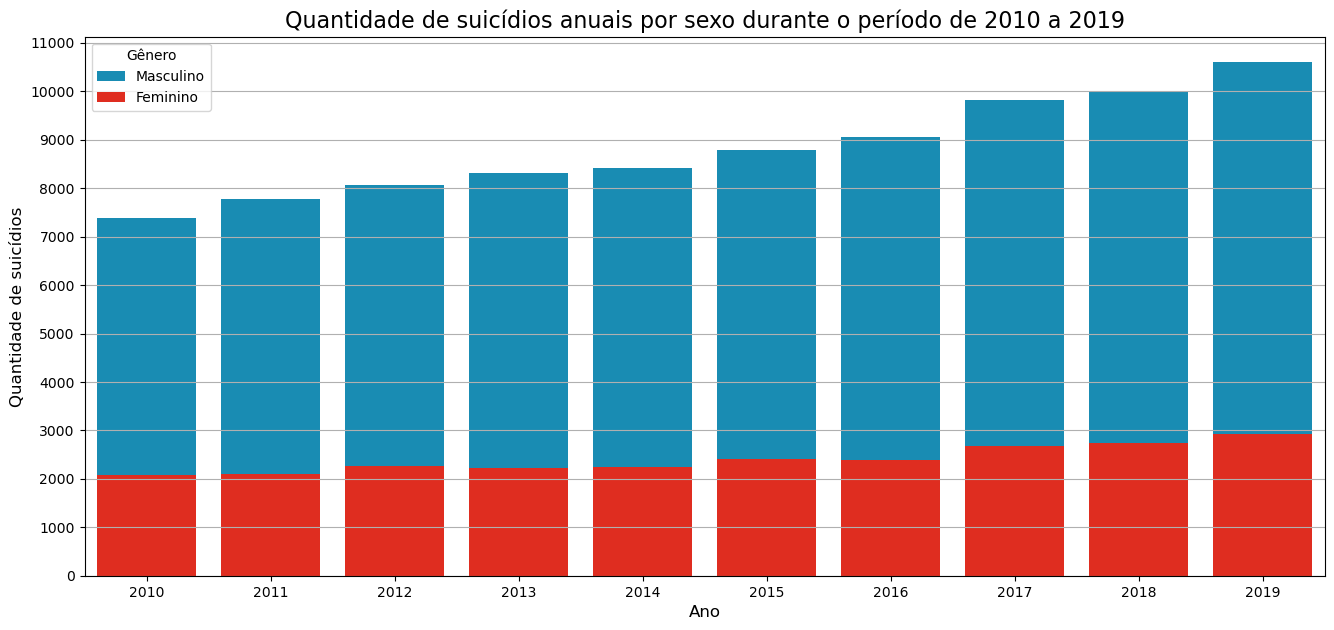 Quantidade de suicídios anuais por sexo durante o período de 2010 a 2019
Gênero
Masculino
Feminino
Quantidade de suicídios
11000
10000
9000
8000
7000
6000
5000
4000
3000
2000
1000
0
2010 2011 2012 2013 2014 2015 2016 2017 2018 2019
Ano